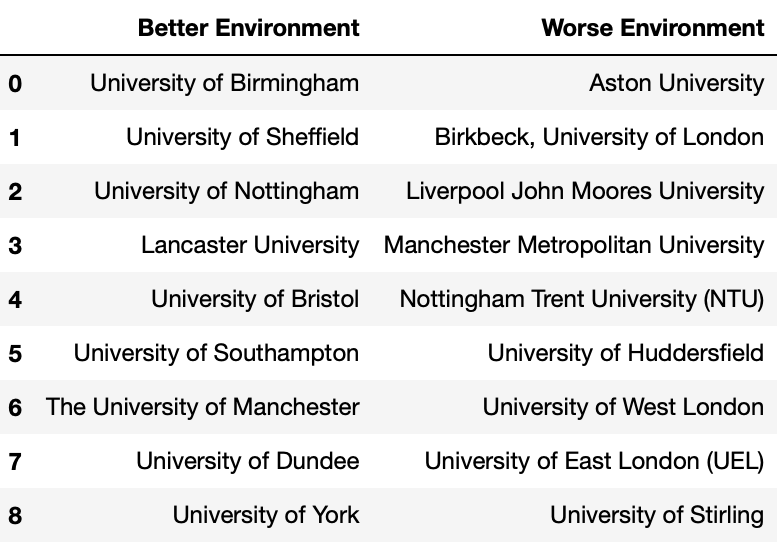 Better Environment Worse Environment
0 University of Birmingham Aston University
1 University of Sheffield Birkbeck, University of London
2 University of Nottingham Liverpool John Moores University
3 Lancaster University Manchester Metropolitan University
4 University of Bristol Nottingham Trent University (NTU)
5 University of Southampton University of Huddersfield
6 The University of Manchester University of West London
7 University of Dundee University of East London (UEL)
8 University of York University of Stirling